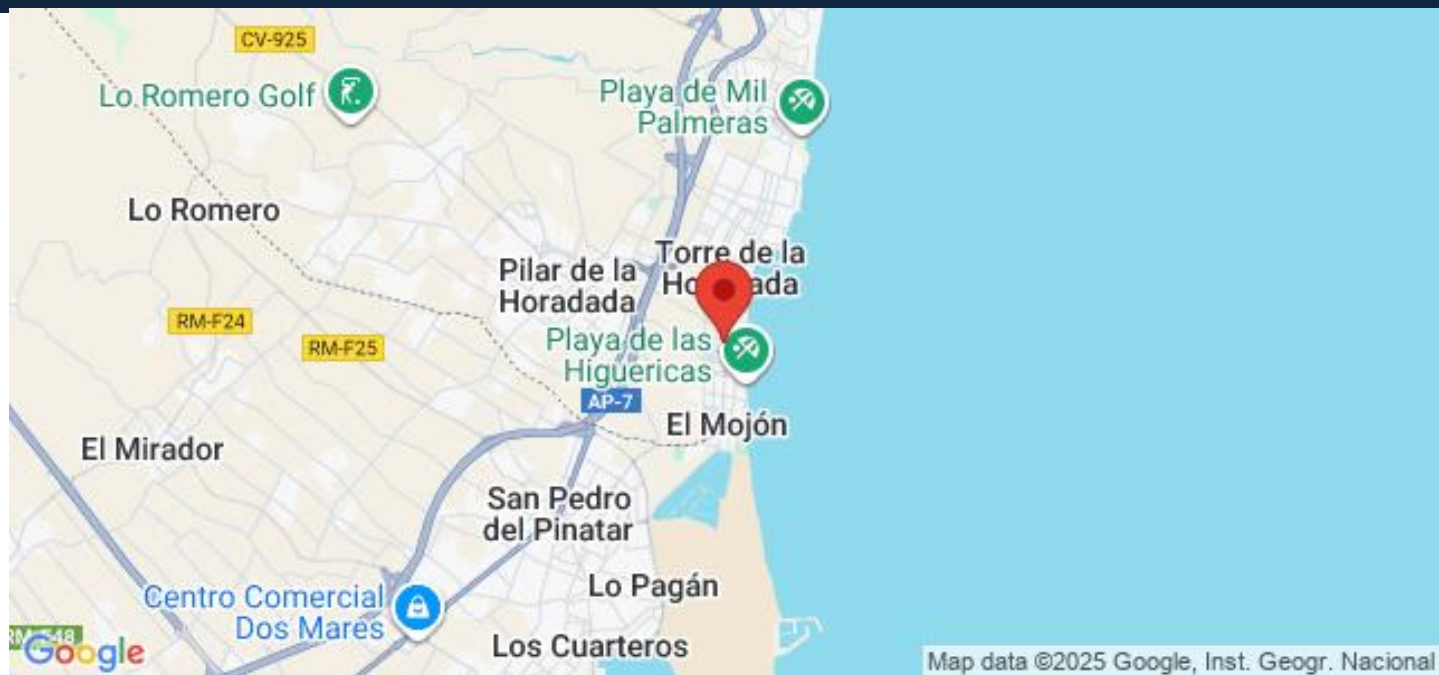 CV-925
Lo Romero Golf
Playa de Mil
Palmeras
Lo Romero
Torre de la
Pilar de la
Horadada
RM-F24
RM-F25
Playa de las
Higuericas
AP-7
El Mojón
El Mirador
San Pedro
del Pinatar
Lo Pagán
Centro Comercial
Dos Mares
Los Cuarteros
Google
Map data ©2025 Google, Inst. Geogr. Nacional